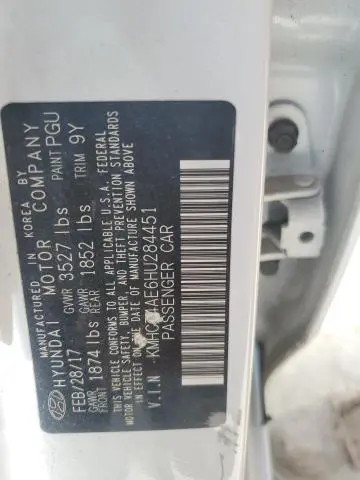 MANUFACTURED IN KOREA BY
HYUNDAI MOTOR COMPANY
FEB/28/17 GVWR 3527 lbs PAINT PGU
GAWR FRONT 1874 lbs GAWR REAR 1852 lbs TRIM 9Y
THIS VEHICLE CONFORMS TO ALL APPLICABLE U.S.A. FEDERAL
MOTOR VEHICLE SAFETY, BUMPER, AND THEFT PREVENTION STANDARDS
IN EFFECT ON THE DATE OF MANUFACTURE SHOWN ABOVE
V.I.N
PASSENGER CAR